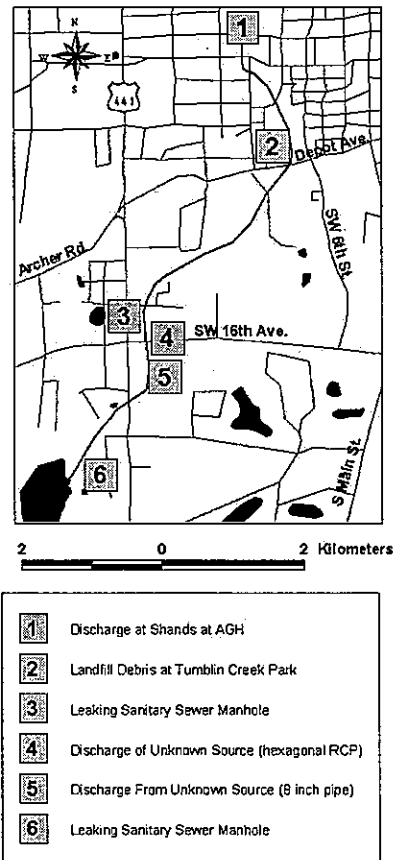 1
N
W E
S
441
2
Depot Ave.
SW 6th St.
Archer Rd.
3
4
SW 16th Ave.
5
S Main St.
6
2 0 2 Kilometers
1 Discharge at Shands at AGH
2 Landfill Debris at Tumblin Creek Park
3 Leaking Sanitary Sewer Manhole
4 Discharge of Unknown Source (hexagonal RCP)
5 Discharge From Unknown Source (8 inch pipe)
6 Leaking Sanitary Sewer Manhole